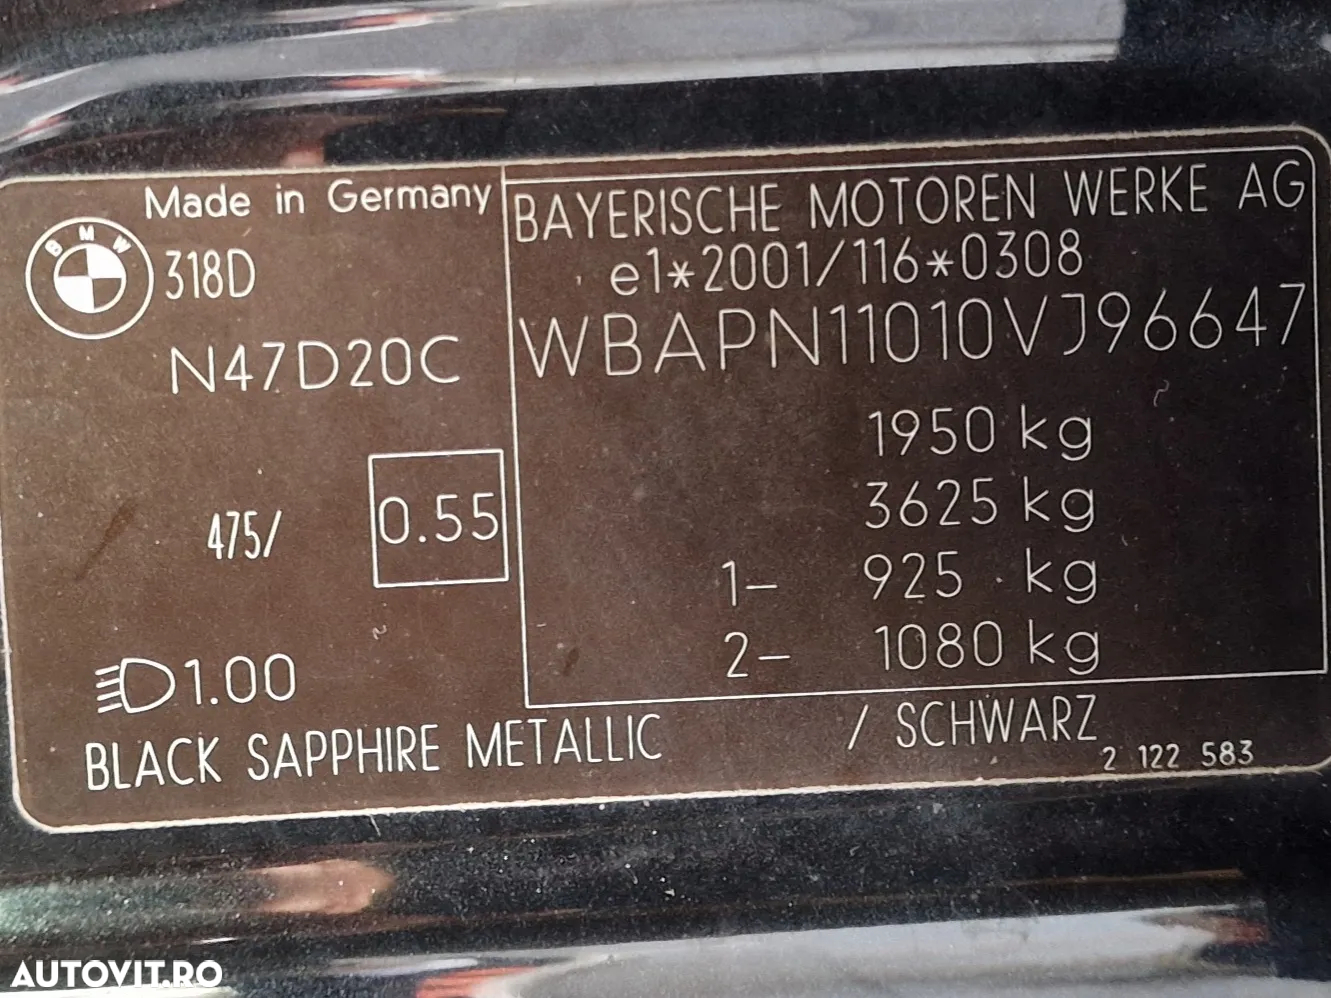 Made in Germany
BMW
318D
N47D20C
475/
0.55
1.00
BAYERISCHE MOTOREN WERKE AG
e1*2001/116*0308
WBAPN11010VJ96647
1950 kg
3625 kg
1- 925 kg
2- 1080 kg
BLACK SAPPHIRE METALLIC / SCHWARZ
2 122 583
AUTOVIT.RO